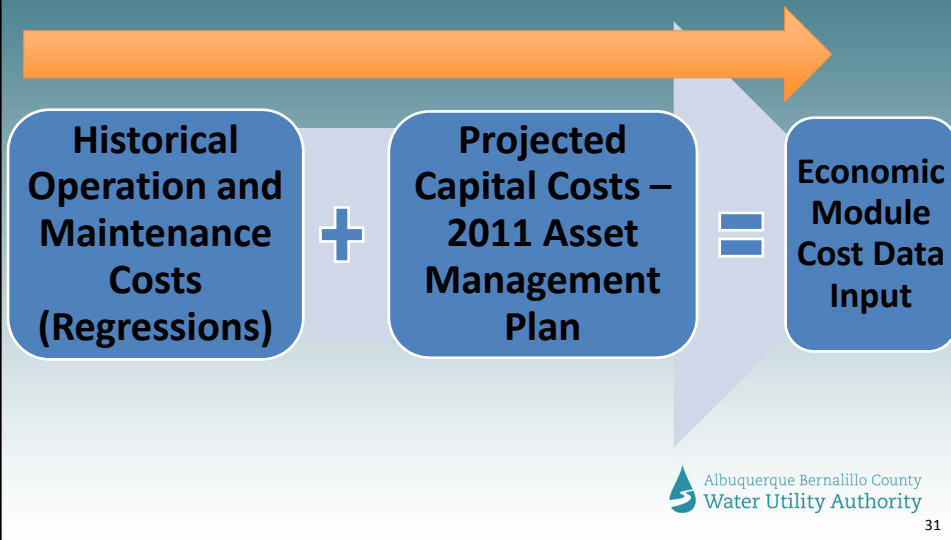 Historical
Operation and
Maintenance
Costs
(Regressions)
+
Projected
Capital Costs –
2011 Asset
Management
Plan
=
Economic
Module
Cost Data
Input
Albuquerque Bernalillo County
Water Utility Authority
31